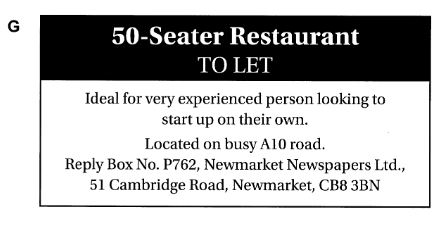 G
50-Seater Restaurant
TO LET
Ideal for very experienced person looking to
start up on their own.
Located on busy A10 road.
Reply Box No. P762, Newmarket Newspapers Ltd.,
51 Cambridge Road, Newmarket, CB8 3BN